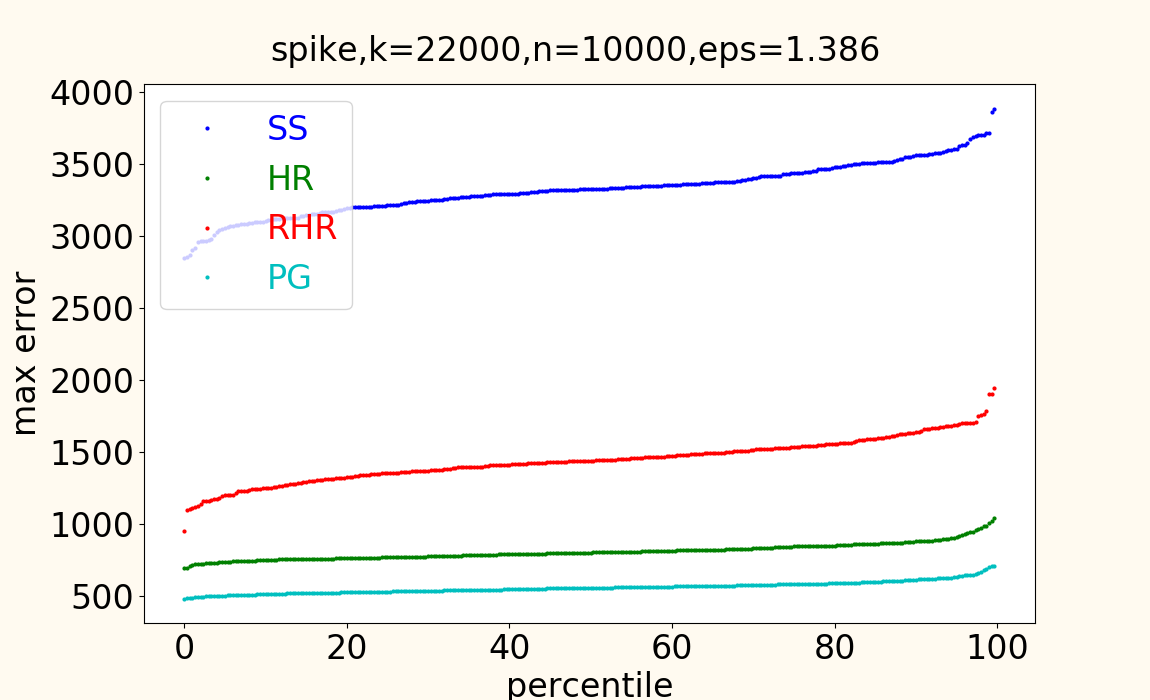 spike,k=22000,n=10000,eps=1.386
4000
3500
3000
2500
2000
1500
1000
500
max error
SS
HR
RHR
PG
0 20 40 60 80 100
percentile